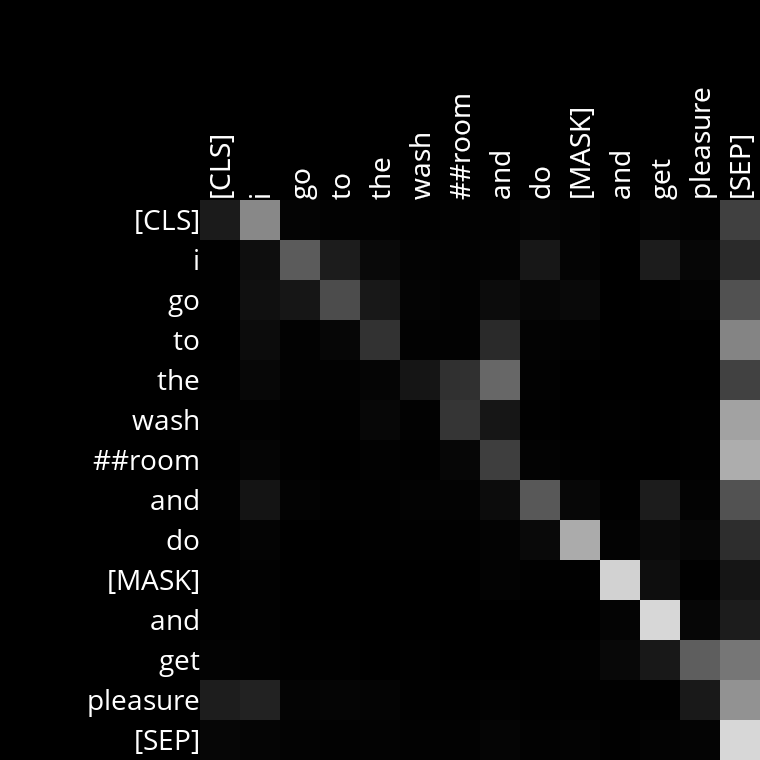 [CLS] i go to the wash ##room and do [MASK] and get pleasure [SEP]
[CLS]
i
go
to
the
wash
##room
and
do
[MASK]
and
get
pleasure
[SEP]